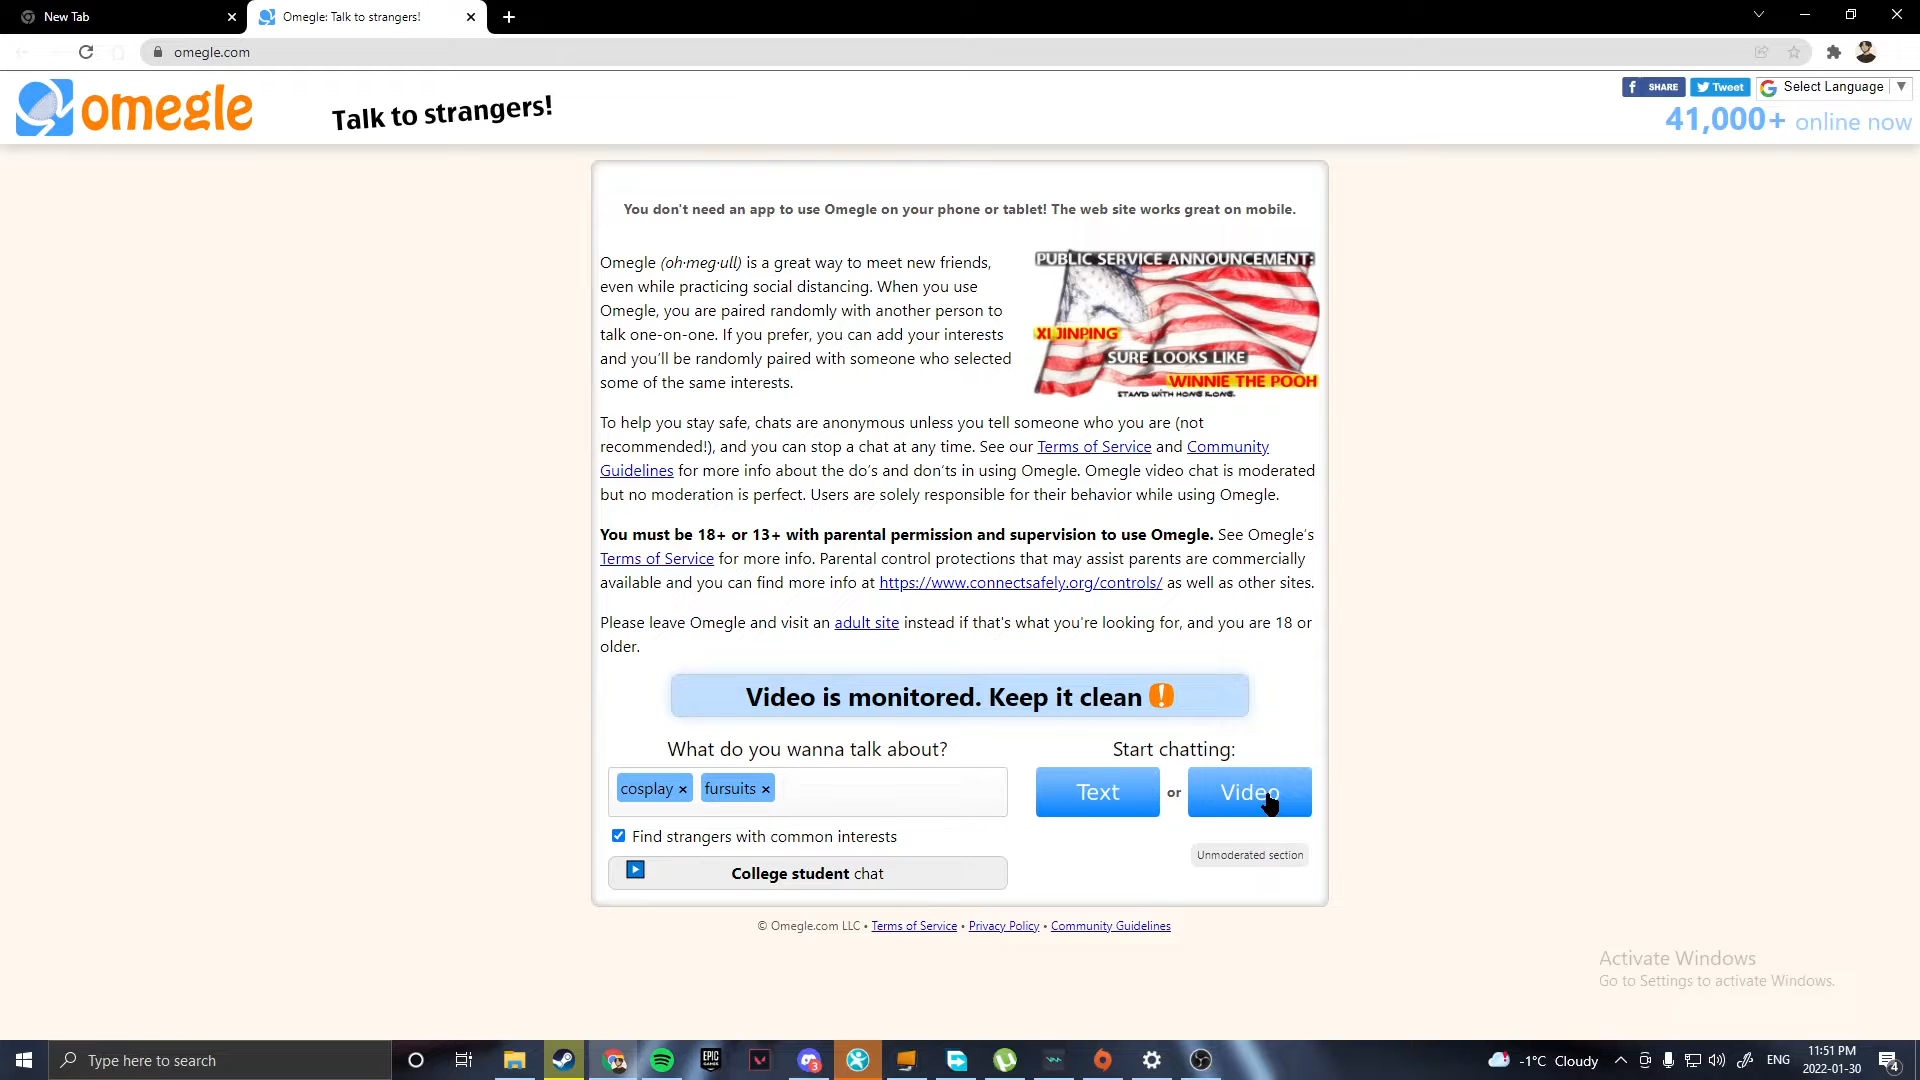 New Tab
Omegle: Talk to strangers!
omegle.com
omegle
Talk to strangers!
SHARE
Tweet
Select Language
41,000+ online now
You don't need an app to use Omegle on your phone or tablet! The web site works great on mobile.
Omegle (oh·meg·ull) is a great way to meet new friends,
even while practicing social distancing. When you use
Omegle, you are paired randomly with another person to
talk one-on-one. If you prefer, you can add your interests
and you'll be randomly paired with someone who selected
some of the same interests.
PUBLIC SERVICE ANNOUNCEMENT:
XI JINPING
SURE LOOKS LIKE
WINNIE THE POOH
STAND WITH HONG KONG.
To help you stay safe, chats are anonymous unless you tell someone who you are (not
recommended!), and you can stop a chat at any time. See our Terms of Service and Community
Guidelines for more info about the do's and don'ts in using Omegle. Omegle video chat is moderated
but no moderation is perfect. Users are solely responsible for their behavior while using Omegle.
You must be 18+ or 13+ with parental permission and supervision to use Omegle. See Omegle's
Terms of Service for more info. Parental control protections that may assist parents are commercially
available and you can find more info at https://www.connectsafely.org/controls/ as well as other sites.
Please leave Omegle and visit an adult site instead if that's what you're looking for, and you are 18 or
older.
Video is monitored. Keep it clean
What do you wanna talk about?
Start chatting:
cosplay × fursuits ×
Text or Video
Find strangers with common interests
Unmoderated section
College student chat
© Omegle.com LLC • Terms of Service • Privacy Policy • Community Guidelines
Activate Windows
Go to Settings to activate Windows.
Type here to search
EPIC GAMES
3
-1°C Cloudy
ENG
11:51 PM
2022-01-30
4